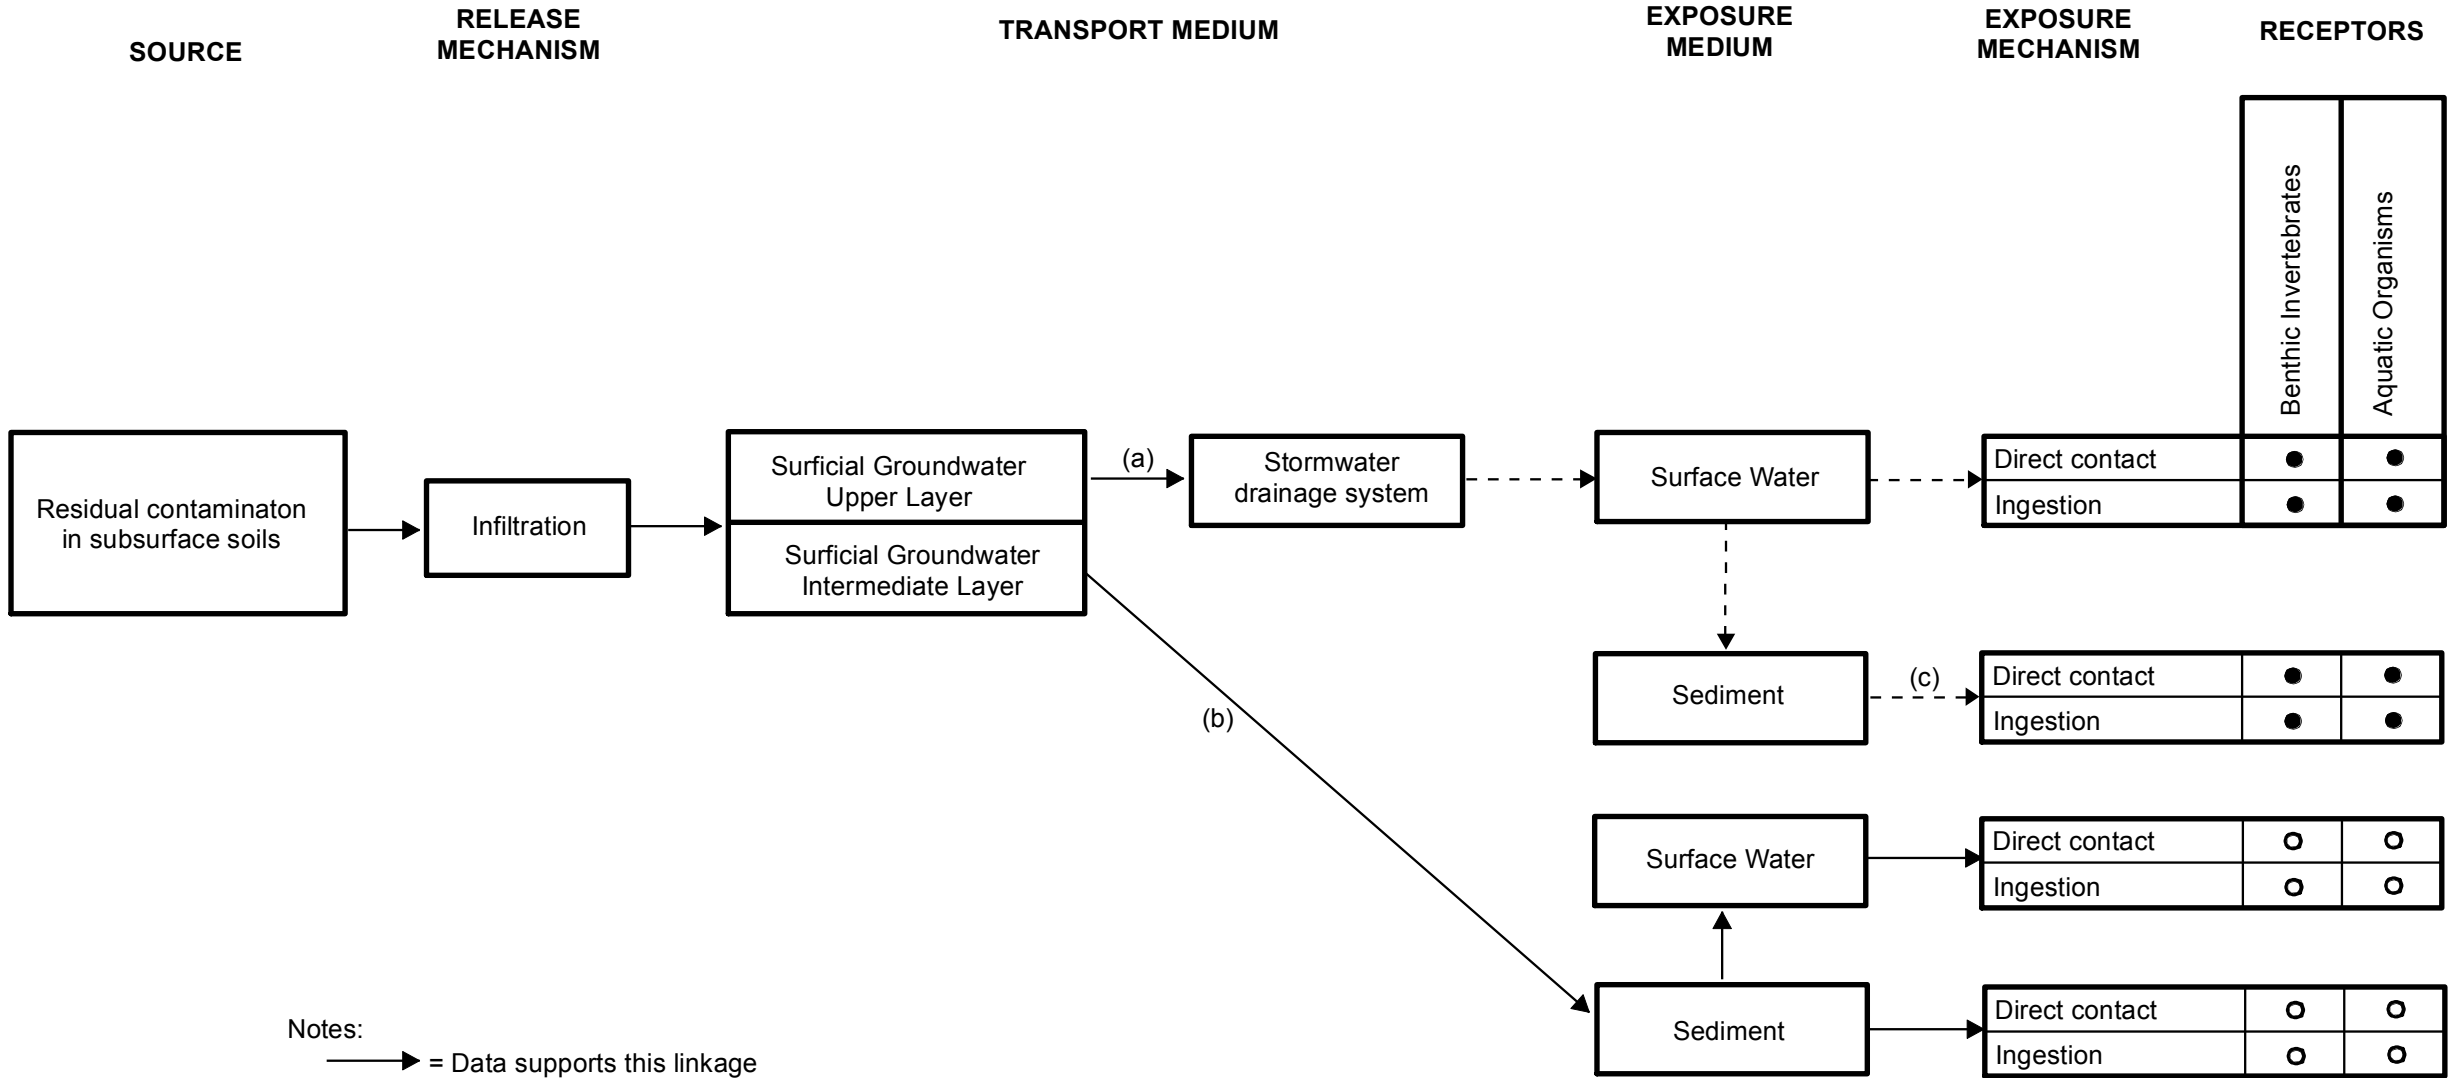 SOURCE
RELEASE
MECHANISM
TRANSPORT MEDIUM
EXPOSURE
MEDIUM
EXPOSURE
MECHANISM
RECEPTORS
Benthic Invertebrates
Aquatic Organisms
Residual contaminaton
in subsurface soils
Infiltration
Surficial Groundwater
Upper Layer
Surficial Groundwater
Intermediate Layer
(a)
Stormwater
drainage system
Surface Water
Direct contact
Ingestion
Sediment
(c)
Direct contact
Ingestion
(b)
Surface Water
Direct contact
Ingestion
Sediment
Direct contact
Ingestion
Notes:
= Data supports this linkage